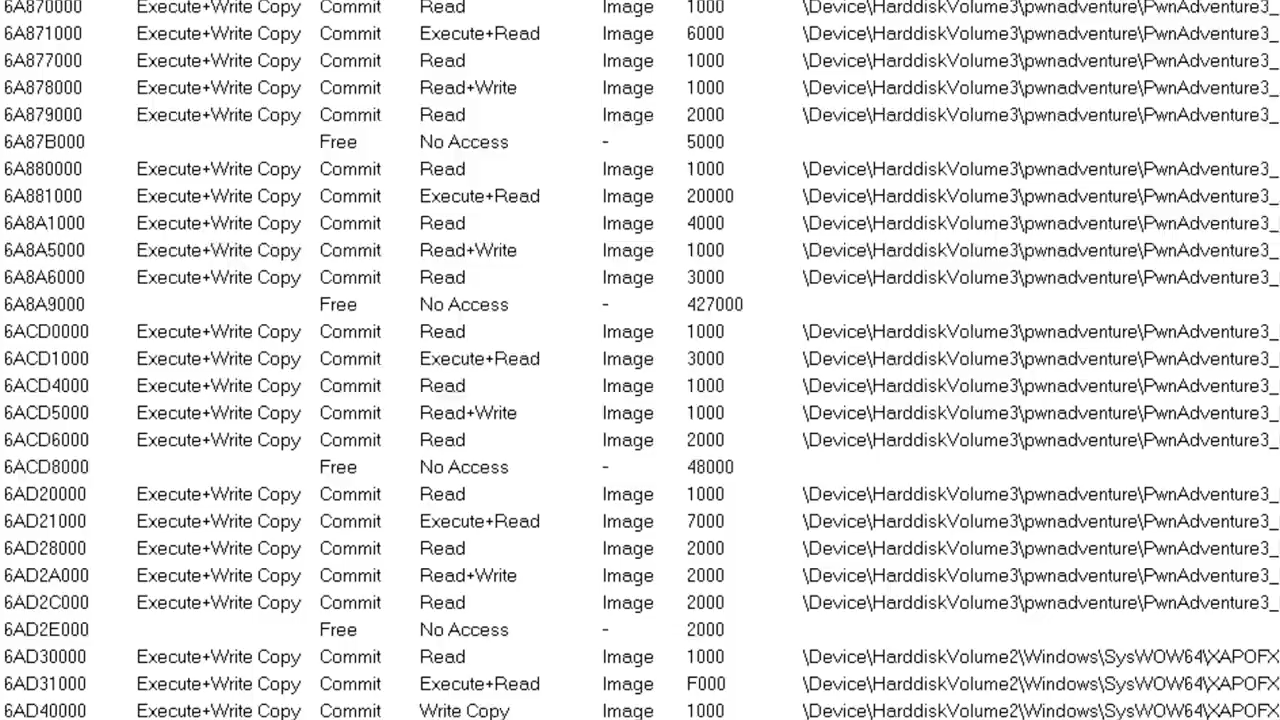 6A870000 Execute+Write Copy Commit Read Image 1000 \Device\HarddiskVolume3\pwnadventure\PwnAdventure3_
6A871000 Execute+Write Copy Commit Execute+Read Image 6000 \Device\HarddiskVolume3\pwnadventure\PwnAdventure3_
6A877000 Execute+Write Copy Commit Read Image 1000 \Device\HarddiskVolume3\pwnadventure\PwnAdventure3_
6A878000 Execute+Write Copy Commit Read+Write Image 1000 \Device\HarddiskVolume3\pwnadventure\PwnAdventure3_
6A879000 Execute+Write Copy Commit Read Image 2000 \Device\HarddiskVolume3\pwnadventure\PwnAdventure3_
6A87B000 Free No Access - 5000
6A880000 Execute+Write Copy Commit Read Image 1000 \Device\HarddiskVolume3\pwnadventure\PwnAdventure3_
6A881000 Execute+Write Copy Commit Execute+Read Image 20000 \Device\HarddiskVolume3\pwnadventure\PwnAdventure3_
6A8A1000 Execute+Write Copy Commit Read Image 4000 \Device\HarddiskVolume3\pwnadventure\PwnAdventure3_
6A8A5000 Execute+Write Copy Commit Read+Write Image 1000 \Device\HarddiskVolume3\pwnadventure\PwnAdventure3_
6A8A6000 Execute+Write Copy Commit Read Image 3000 \Device\HarddiskVolume3\pwnadventure\PwnAdventure3_
6A8A9000 Free No Access - 427000
6ACD0000 Execute+Write Copy Commit Read Image 1000 \Device\HarddiskVolume3\pwnadventure\PwnAdventure3_
6ACD1000 Execute+Write Copy Commit Execute+Read Image 3000 \Device\HarddiskVolume3\pwnadventure\PwnAdventure3_
6ACD4000 Execute+Write Copy Commit Read Image 1000 \Device\HarddiskVolume3\pwnadventure\PwnAdventure3_
6ACD5000 Execute+Write Copy Commit Read+Write Image 1000 \Device\HarddiskVolume3\pwnadventure\PwnAdventure3_
6ACD6000 Execute+Write Copy Commit Read Image 2000 \Device\HarddiskVolume3\pwnadventure\PwnAdventure3_
6ACD8000 Free No Access - 48000
6AD20000 Execute+Write Copy Commit Read Image 1000 \Device\HarddiskVolume3\pwnadventure\PwnAdventure3_
6AD21000 Execute+Write Copy Commit Execute+Read Image 7000 \Device\HarddiskVolume3\pwnadventure\PwnAdventure3_
6AD28000 Execute+Write Copy Commit Read Image 2000 \Device\HarddiskVolume3\pwnadventure\PwnAdventure3_
6AD2A000 Execute+Write Copy Commit Read+Write Image 2000 \Device\HarddiskVolume3\pwnadventure\PwnAdventure3_
6AD2C000 Execute+Write Copy Commit Read Image 2000 \Device\HarddiskVolume3\pwnadventure\PwnAdventure3_
6AD2E000 Free No Access - 2000
6AD30000 Execute+Write Copy Commit Read Image 1000 \Device\HarddiskVolume2\Windows\SysWOW64\XAPOFX
6AD31000 Execute+Write Copy Commit Execute+Read Image F000 \Device\HarddiskVolume2\Windows\SysWOW64\XAPOFX
6AD40000 Execute+Write Copy Commit Write Copy Image 1000 \Device\HarddiskVolume2\Windows\SysWOW64\XAPOFX